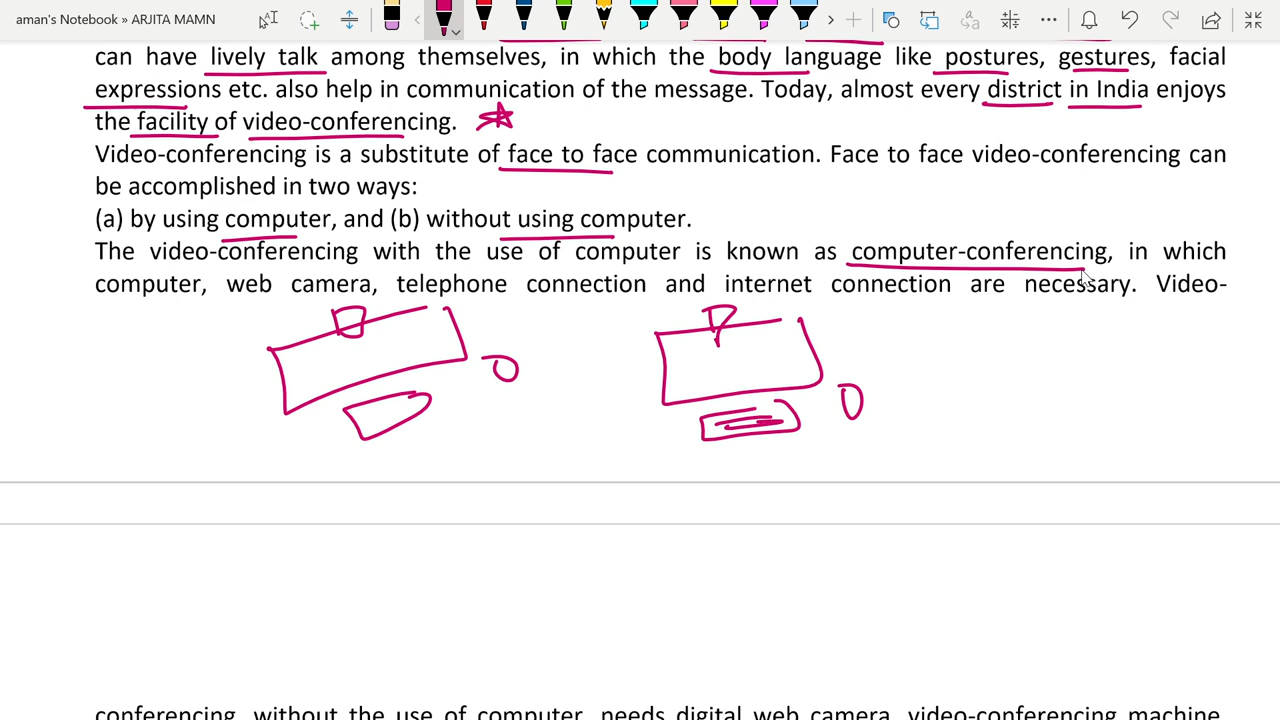 aman's Notebook » ARJITA MAMN
can have lively talk among themselves, in which the body language like postures, gestures, facial
expressions etc. also help in communication of the message. Today, almost every district in India enjoys
the facility of video-conferencing.
Video-conferencing is a substitute of face to face communication. Face to face video-conferencing can
be accomplished in two ways:
(a) by using computer, and (b) without using computer.
The video-conferencing with the use of computer is known as computer-conferencing, in which
computer, web camera, telephone connection and internet connection are necessary. Video-
conferencing, without the use of computer, needs digital web camera, video-conferencing machine,